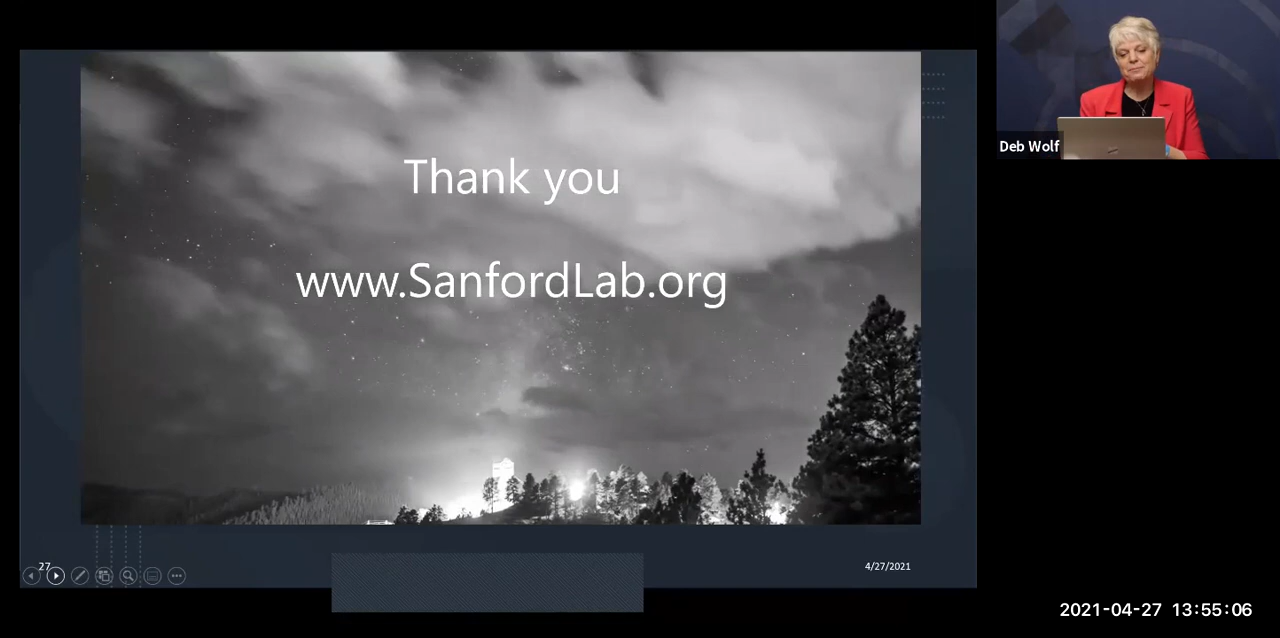 Thank you
www.SanfordLab.org
Deb Wolf
27
4/27/2021
2021-04-27 13:55:06